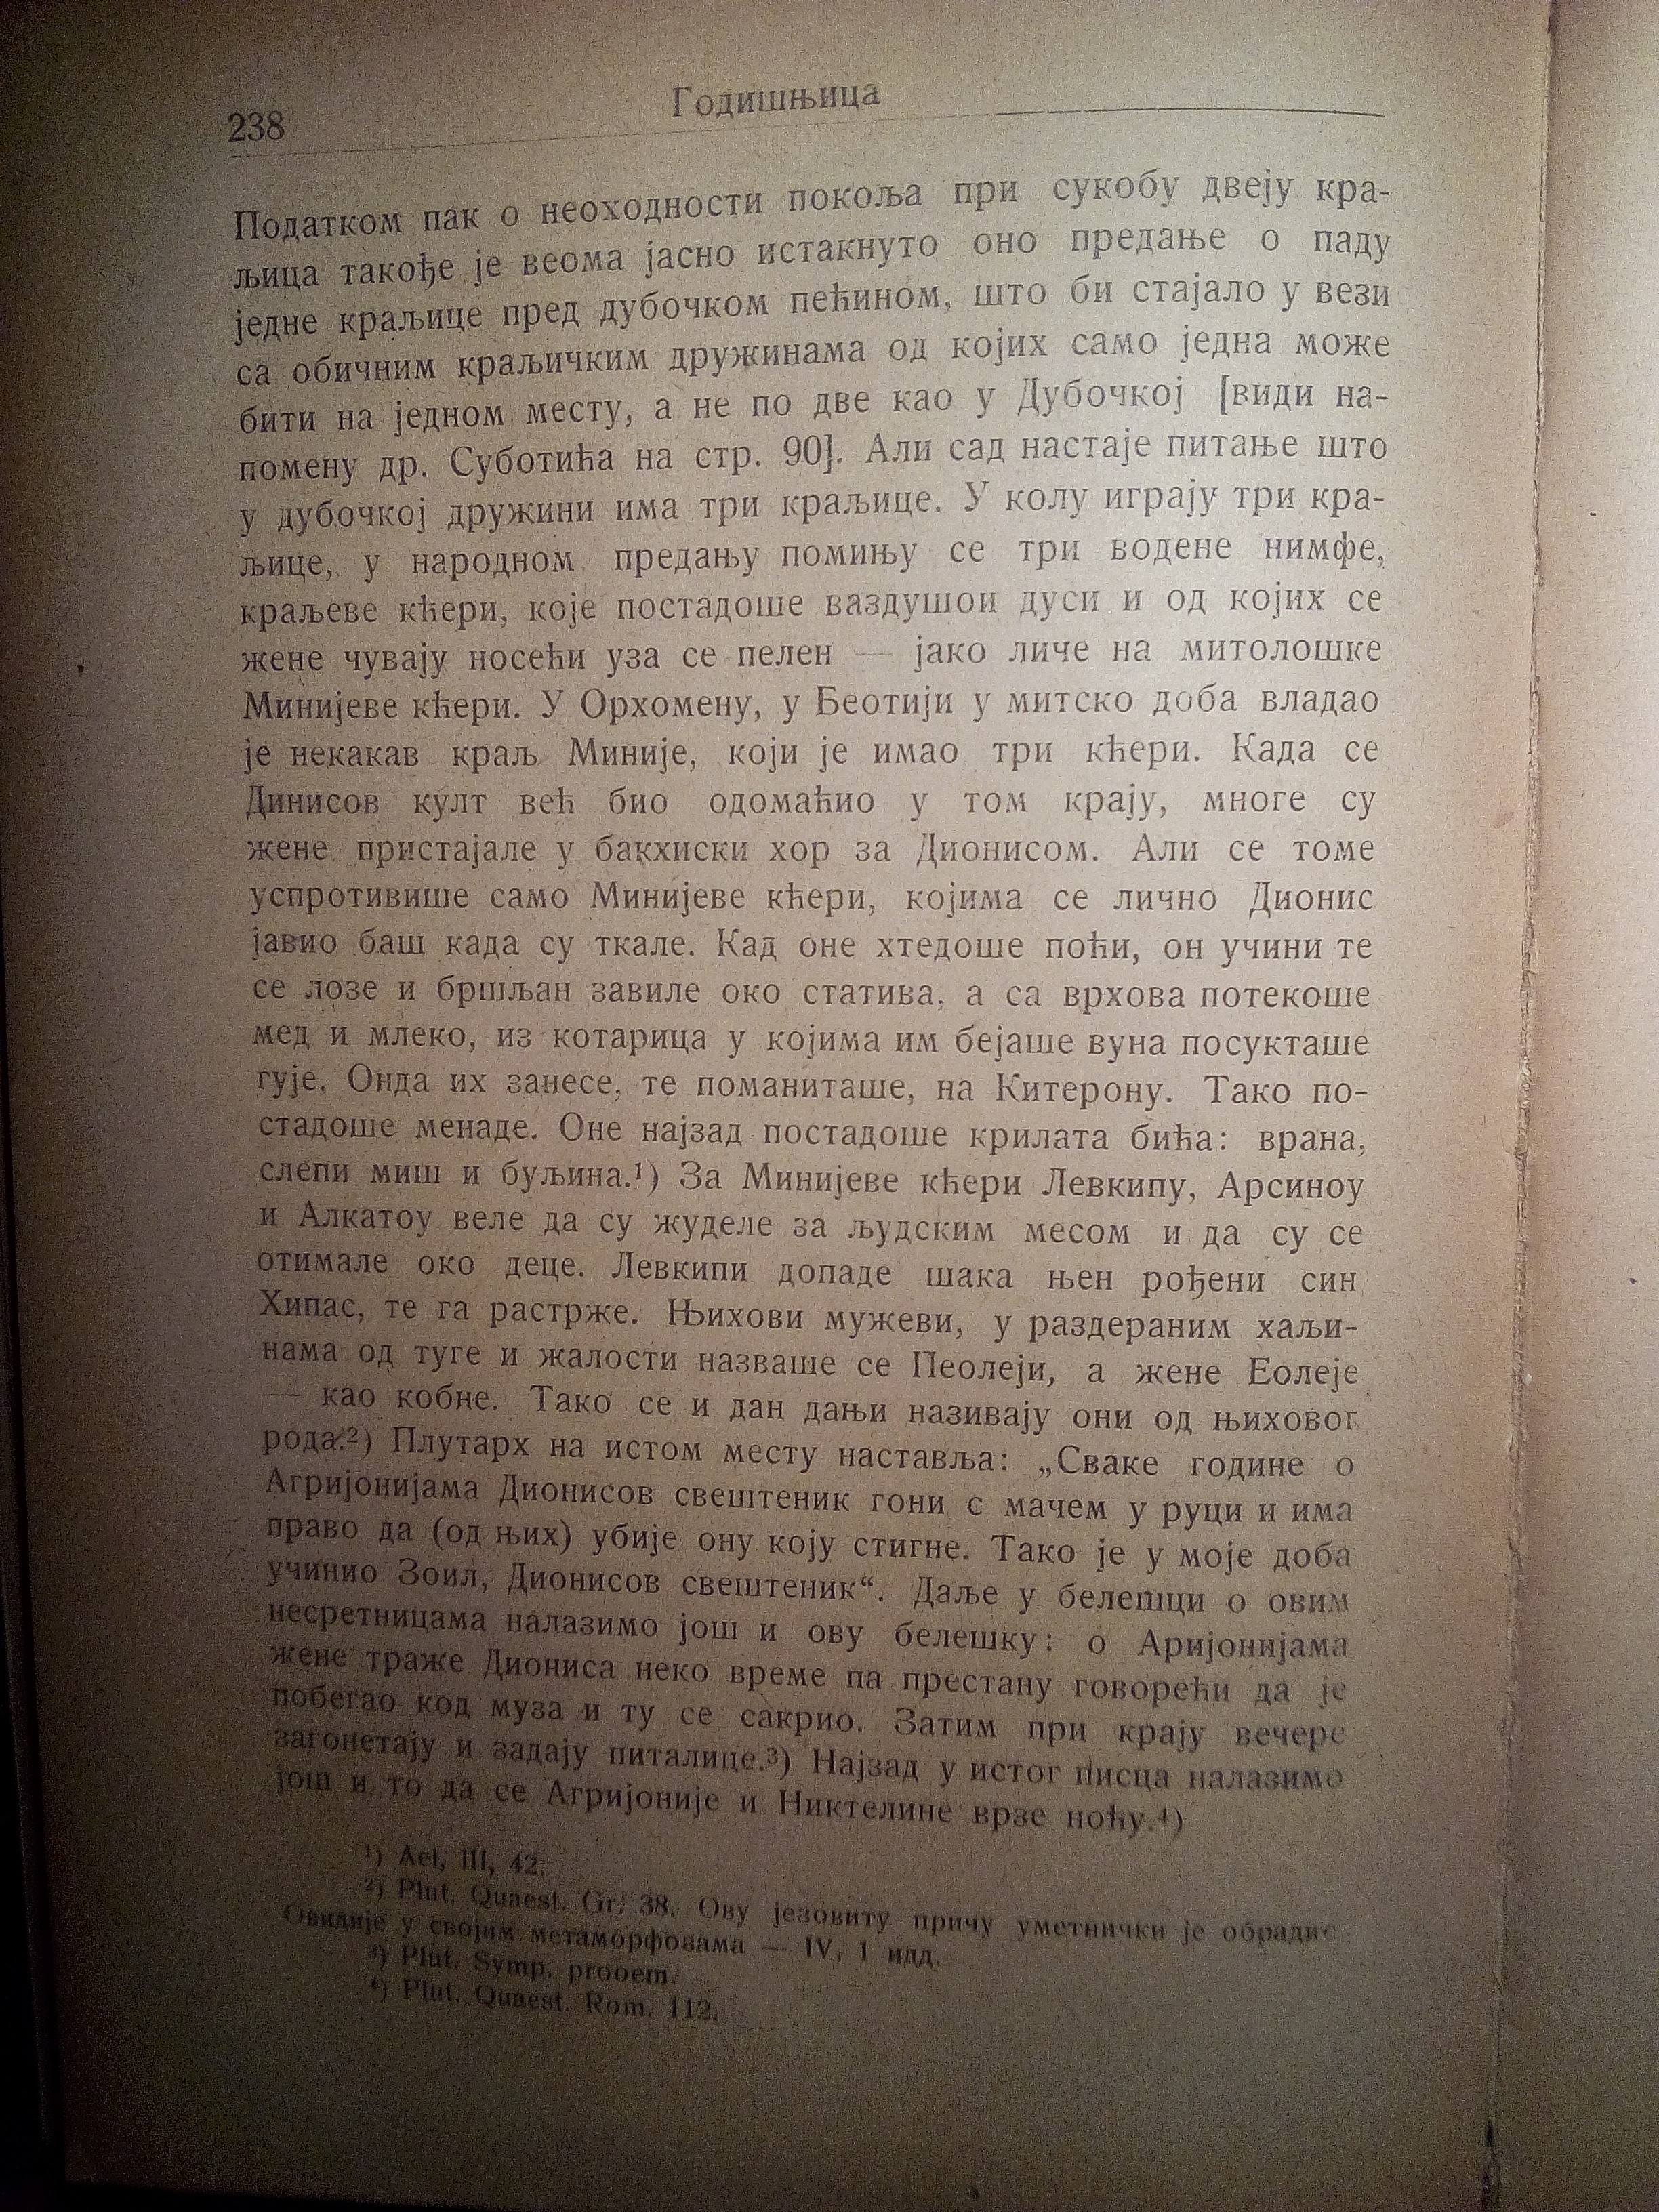 238
Годишњица
Податком пак о неоходности покоља при сукобу двеју кра-
љица такође је веома јасно истакнуто оно предање о паду
једне краљице пред дубочком пећином, што би стајало у вези
са обичним краљичким дружинама од којих само једна може
бити на једном месту, а не по две као у Дубочкој [види на-
помену др. Суботића на стр. 90]. Али сад настаје питање што
у дубочкој дружини има три краљице. У колу играју три кра-
љице, у народном предању помињу се три водене нимфе,
краљеве кћери, које постадоше ваздушои дуси и од којих се
жене чувају носећи уза се пелен — јако личе на митолошке
Минијеве кћери. У Орхомену, у Беотији у митско доба владао
је некакав краљ Миније, који је имао три кћери. Када се
Динисов култ већ био одомаћио у том крају, многе су
жене пристајале у бакхиски хор за Дионисом. Али се томе
успротивише само Минијеве кћери, којима се лично Дионис
јавио баш када су ткале. Кад оне хтедоше поћи, он учини те
се лозе и бршљан завиле око статива, а са врхова потекоше
мед и млеко, из котарица у којима им бејаше вуна посукташе
гује. Онда их занесе, те поманиташе, на Китерону. Тако по-
стадоше менаде. Оне најзад постадоше крилата бића: врана,
слепи миш и буљина.¹) За Минијеве кћери Левкипу, Арсиноу
и Алкатоу веле да су жуделе за људским месом и да су се
отимале око деце. Левкипи допаде шака њен рођени син
Хипас, те га растрже. Њихови мужеви, у раздераним хаљи-
нама од туге и жалости назваше се Пеолеји, а жене Еолеје
— као кобне. Тако се и дан дањи називају они од њиховог
рода.²) Плутарх на истом месту наставља: „Сваке године о
Агријонијама Дионисов свештеник гони с мачем у руци и има
право да (од њих) убије ону коју стигне. Тако је у моје доба
учинио Зоил, Дионисов свештеник“. Даље у белешци о овим
несретницама налазимо још и ову белешку: о Аријонијама
жене траже Диониса неко време па престану говорећи да је
побегао код муза и ту се сакрио. Затим при крају вечере
загонетају и задају питалице.³) Најзад у истог писца налазимо
још и то да се Агријоније и Никтелине врзе ноћу.⁴)
¹) Ael, III, 42.
²) Plut. Quaest. Gr. 38. Ову језовиту причу уметнички је обрадио
Овидије у својим метаморфозама — IV, 1 идд.
³) Plut. Symp. prooem.
⁴) Plut. Quaest. Rom. 112.